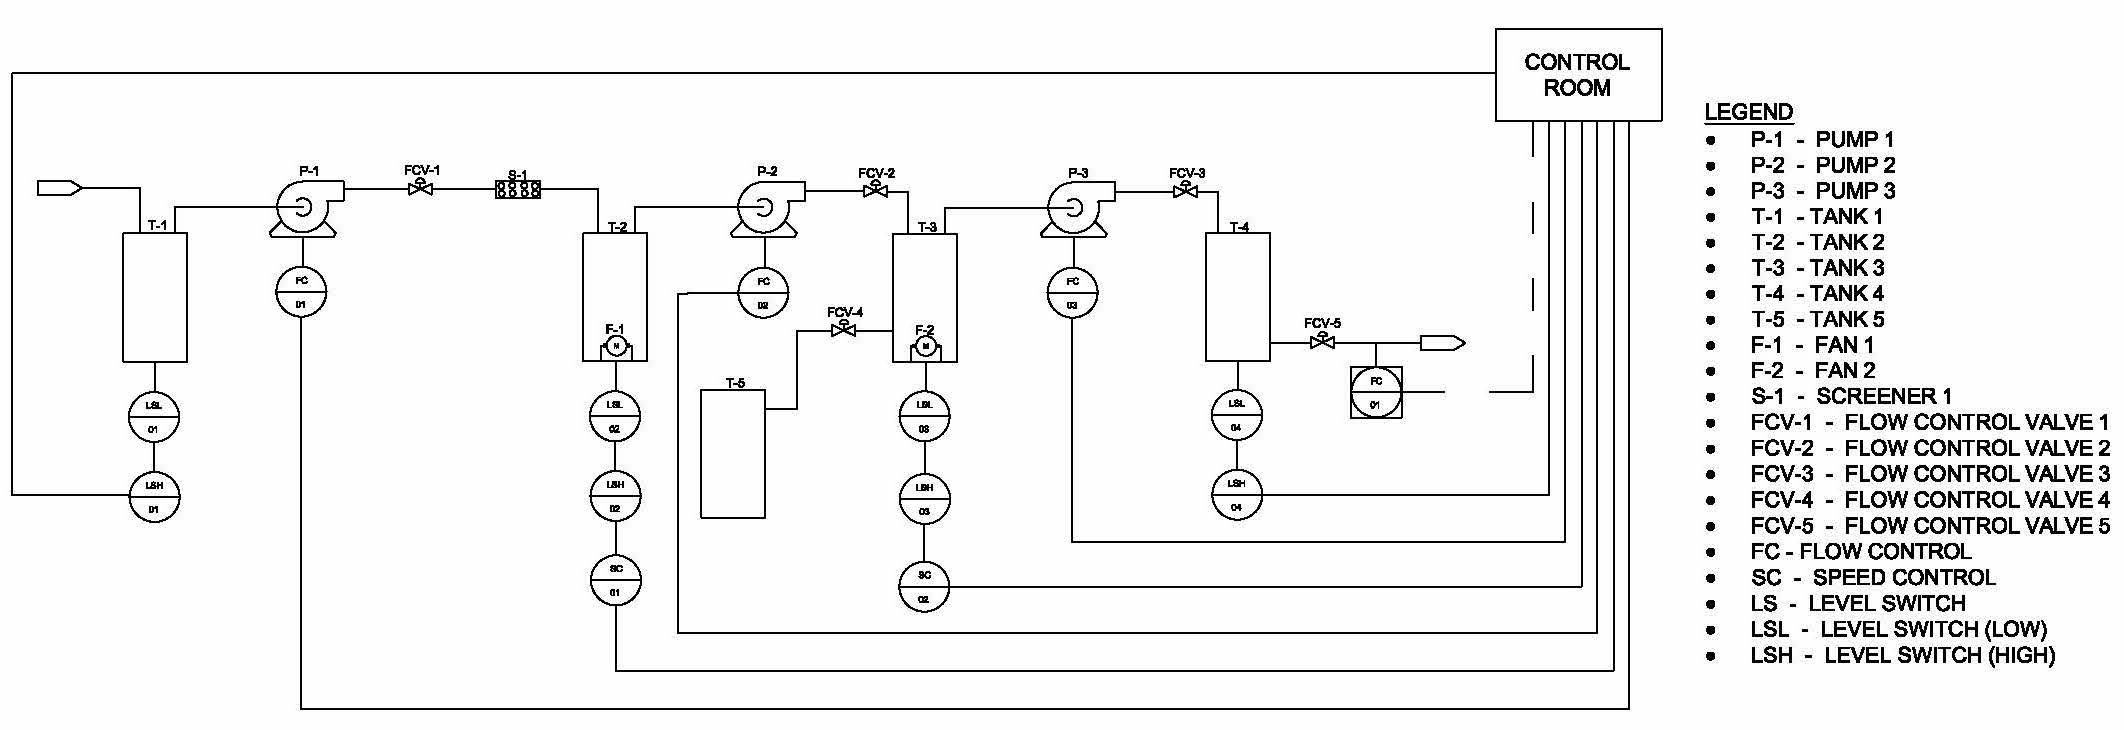 CONTROL
ROOM
LEGEND
P-1 - PUMP 1
P-2 - PUMP 2
P-3 - PUMP 3
T-1 - TANK 1
T-2 - TANK 2
T-3 - TANK 3
T-4 - TANK 4
T-5 - TANK 5
F-1 - FAN 1
F-2 - FAN 2
S-1 - SCREENER 1
FCV-1 - FLOW CONTROL VALVE 1
FCV-2 - FLOW CONTROL VALVE 2
FCV-3 - FLOW CONTROL VALVE 3
FCV-4 - FLOW CONTROL VALVE 4
FCV-5 - FLOW CONTROL VALVE 5
FC - FLOW CONTROL
SC - SPEED CONTROL
LS - LEVEL SWITCH
LSL - LEVEL SWITCH (LOW)
LSH - LEVEL SWITCH (HIGH)
P-1
FCV-1
S-1
P-2
FCV-2
P-3
FCV-3
T-1
T-2
T-3
T-4
FC
01
FC
02
FC
03
FCV-4
F-1
M
F-2
M
FCV-5
T-5
FC
01
LSL
01
LSL
02
LSL
03
LSL
04
LSH
01
LSH
02
LSH
03
LSH
04
SC
01
SC
02